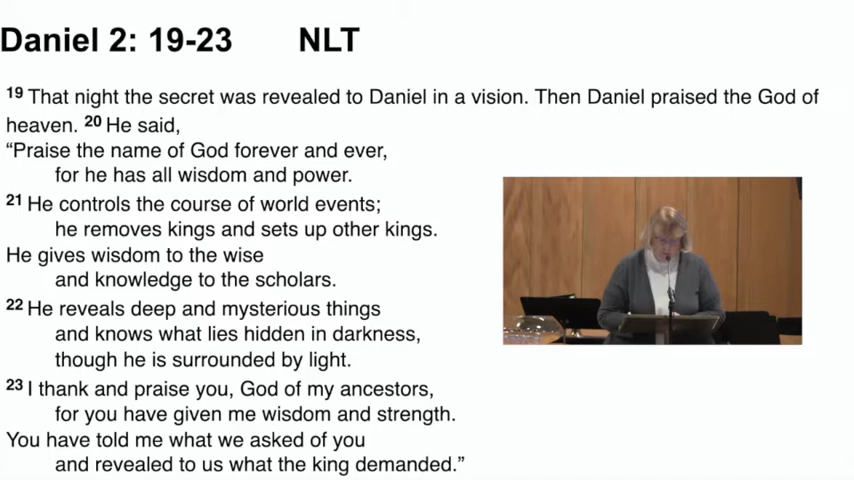 Daniel 2: 19-23 NLT
19 That night the secret was revealed to Daniel in a vision. Then Daniel praised the God of
heaven. 20 He said,
“Praise the name of God forever and ever,
for he has all wisdom and power.
21 He controls the course of world events;
he removes kings and sets up other kings.
He gives wisdom to the wise
and knowledge to the scholars.
22 He reveals deep and mysterious things
and knows what lies hidden in darkness,
though he is surrounded by light.
23 I thank and praise you, God of my ancestors,
for you have given me wisdom and strength.
You have told me what we asked of you
and revealed to us what the king demanded.”